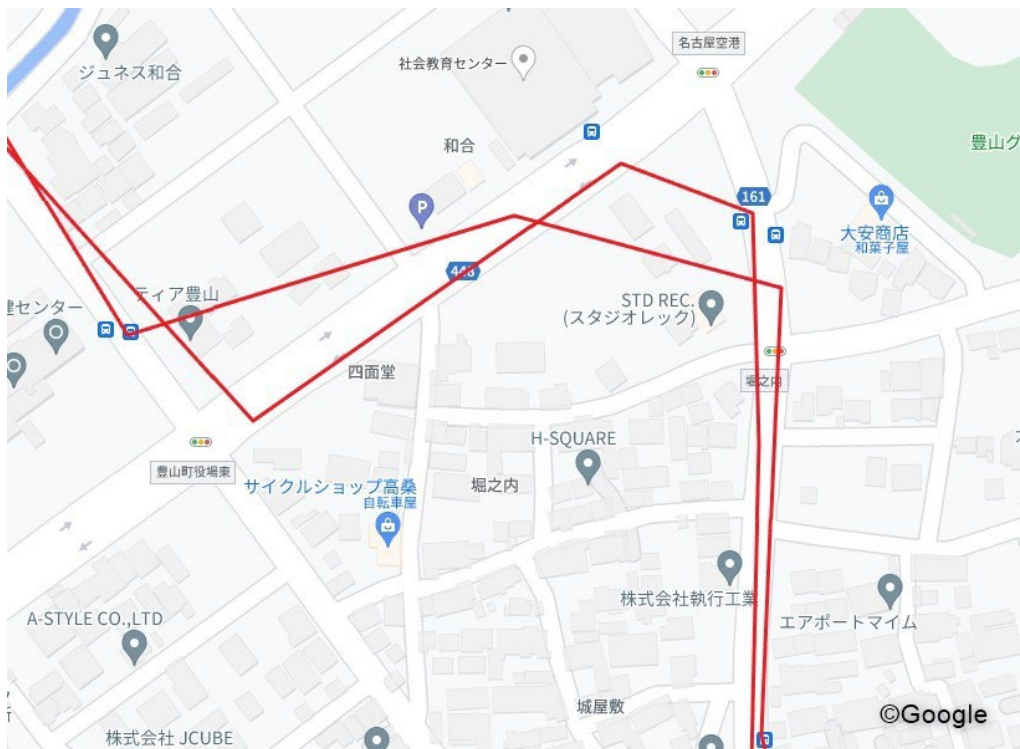 名古屋空港
社会教育センター
ジュネス和合
和合
豊山グ
P
161
大安商店
和菓子屋
448
ティア豊山
健センター
STD REC.
(スタジオレック)
四面堂
堀之内
H-SQUARE
豊山町役場東
サイクルショップ高桑
自転車屋
堀之内
株式会社執行工業
エアポートマイム
A-STYLE CO.,LTD
城屋敷
所
株式会社 JCUBE
©Google